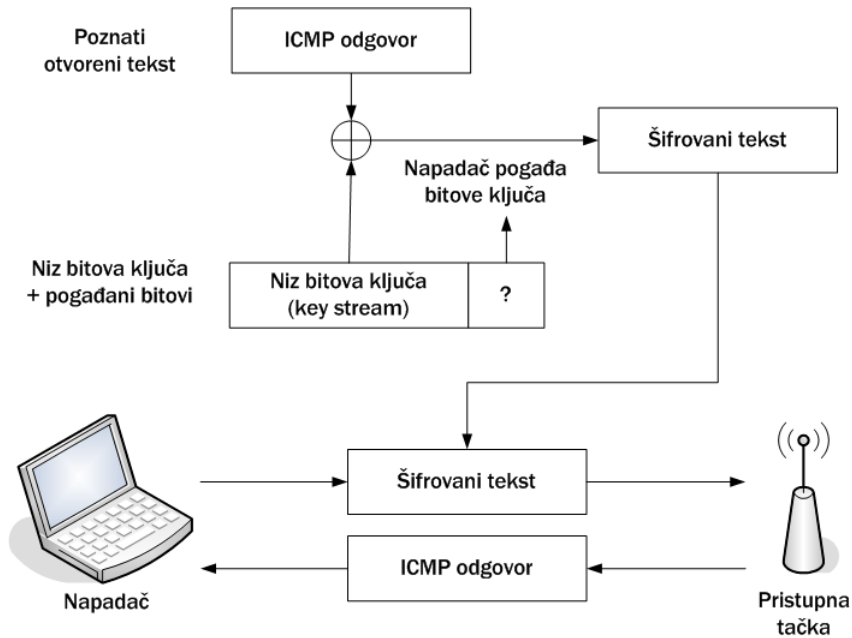 Poznati
otvoreni tekst
ICMP odgovor
Šifrovani tekst
Napadač pogađa
bitove ključa
Niz bitova ključa
+ pogađani bitovi
Niz bitova ključa
(key stream)
?
Šifrovani tekst
ICMP odgovor
Napadač
Pristupna
tačka